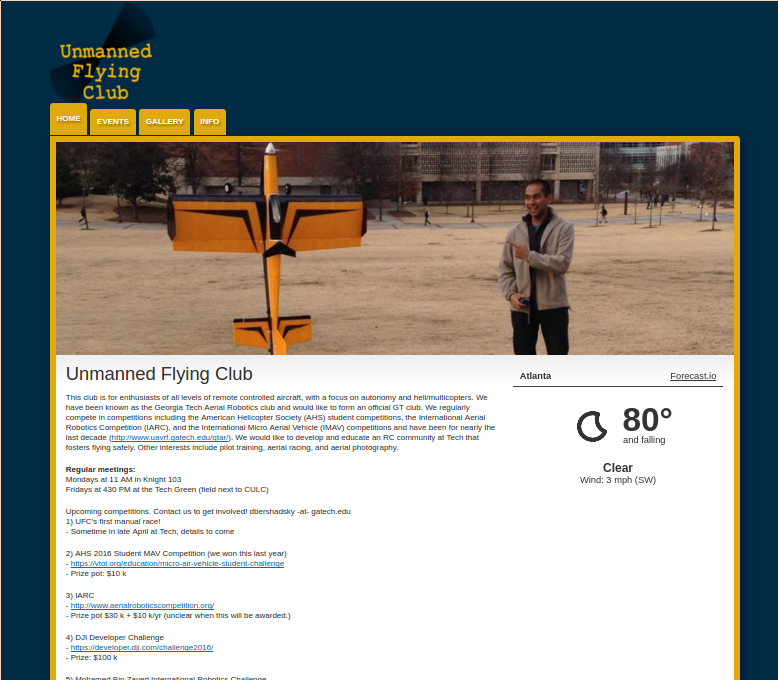 Unmanned
Flying
Club
HOME EVENTS GALLERY INFO
Unmanned Flying Club
This club is for enthusiasts of all levels of remote controlled aircraft, with a focus on autonomy and heli/multicopters. We
have been known as the Georgia Tech Aerial Robotics club and would like to form an official GT club. We regularly
compete in competitions including the American Helicopter Society (AHS) student competitions, the International Aerial
Robotics Competition (IARC), and the International Micro Aerial Vehicle (IMAV) competitions and have been for nearly the
last decade (http://www.uavrf.gatech.edu/gtar/). We would like to develop and educate an RC community at Tech that
fosters flying safely. Other interests include pilot training, aerial racing, and aerial photography.
Regular meetings:
Mondays at 11 AM in Knight 103
Fridays at 430 PM at the Tech Green (field next to CULC)
Upcoming competitions. Contact us to get involved! dbershadsky -at- gatech.edu
1) UFC's first manual race!
- Sometime in late April at Tech, details to come
2) AHS 2016 Student MAV Competition (we won this last year)
- https://vtol.org/education/micro-air-vehicle-student-challenge
- Prize pot: $10 k
3) IARC
- http://www.aerialroboticscompetition.org/
- Prize pot $30 k + $10 k/yr (unclear when this will be awarded.)
4) DJI Developer Challenge
- https://developer.dji.com/challenge2016/
- Prize: $100 k
5) Mohamed Bin Zayed International Robotics Challenge
Atlanta Forecast.io
80°
and falling
Clear
Wind: 3 mph (SW)